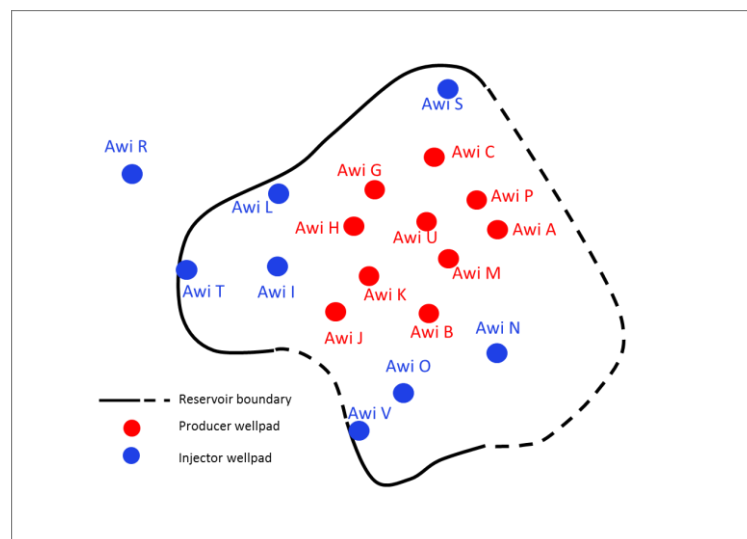 Awi S
Awi R
Awi C
Awi G
Awi P
Awi L
Awi H
Awi U
Awi A
Awi M
Awi T
Awi I
Awi K
Awi J
Awi B
Awi N
Awi O
Awi V
Reservoir boundary
Producer wellpad
Injector wellpad